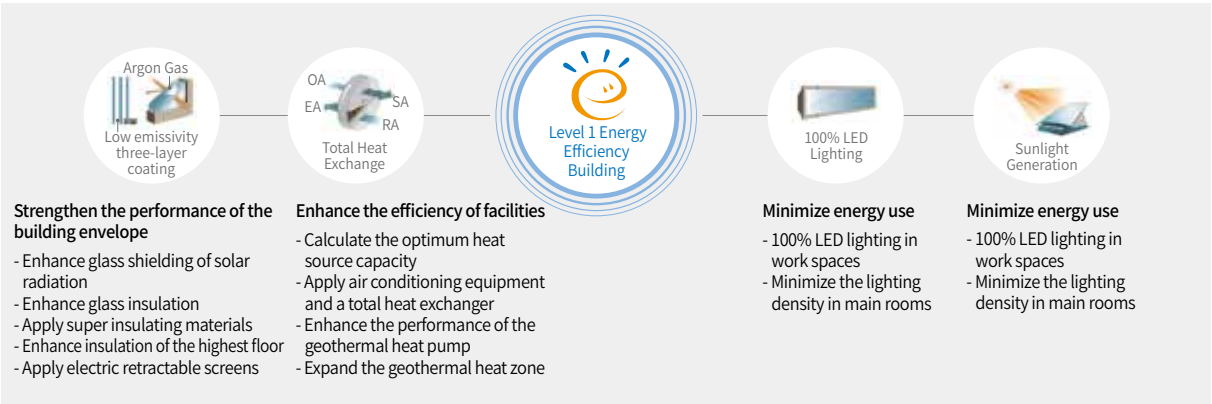 Argon Gas
Low emissivity
three-layer
coating
OA
EA
SA
RA
Total Heat
Exchange
Level 1 Energy
Efficiency
Building
100% LED
Lighting
Sunlight
Generation
Strengthen the performance of the
building envelope
- Enhance glass shielding of solar
radiation
- Enhance glass insulation
- Apply super insulating materials
- Enhance insulation of the highest floor
- Apply electric retractable screens
Enhance the efficiency of facilities
- Calculate the optimum heat
source capacity
- Apply air conditioning equipment
and a total heat exchanger
- Enhance the performance of the
geothermal heat pump
- Expand the geothermal heat zone
Minimize energy use
- 100% LED lighting in
work spaces
- Minimize the lighting
density in main rooms
Minimize energy use
- 100% LED lighting in
work spaces
- Minimize the lighting
density in main rooms